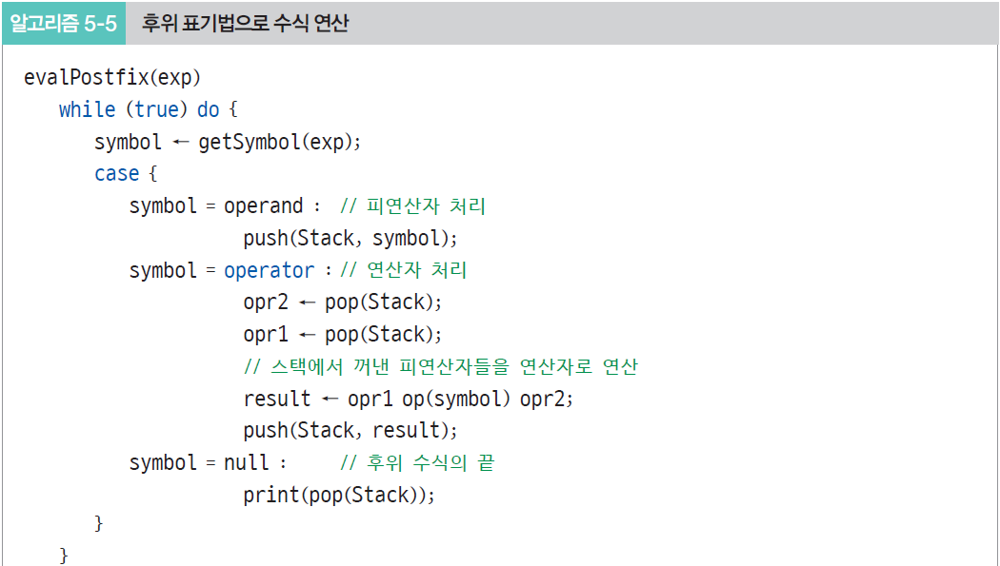 알고리즘 5-5 후위 표기법으로 수식 연산
evalPostfix(exp)
while (true) do {
symbol ← getSymbol(exp);
case {
symbol = operand : // 피연산자 처리
push(Stack, symbol);
symbol = operator : // 연산자 처리
opr2 ← pop(Stack);
opr1 ← pop(Stack);
// 스택에서 꺼낸 피연산자들을 연산자로 연산
result ← opr1 op(symbol) opr2;
push(Stack, result);
symbol = null : // 후위 수식의 끝
print(pop(Stack));
}
}